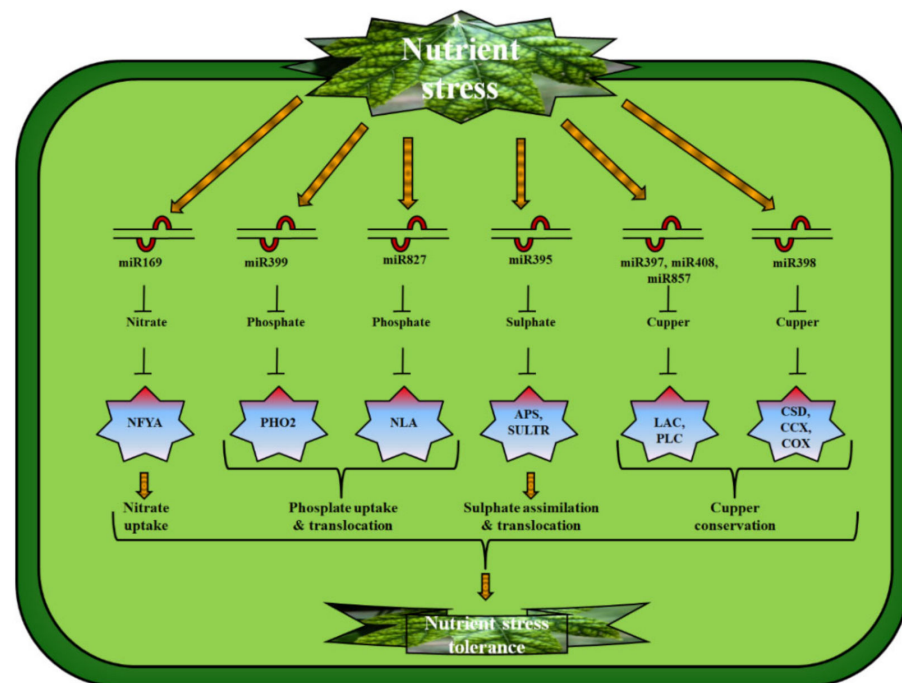 Nutrient
stress
miR169
miR399
miR827
miR395
miR397, miR408,
miR857
miR398
Nitrate
Phosphate
Phosphate
Sulphate
Cupper
Cupper
NFYA
PHO2
NLA
APS,
SULTR
LAC,
PLC
CSD,
CCX,
COX
Nitrate
uptake
Phosplate uptake
& translocation
Sulphate assimilation
& translocation
Cupper
conservation
Nutrient stress
tolerance